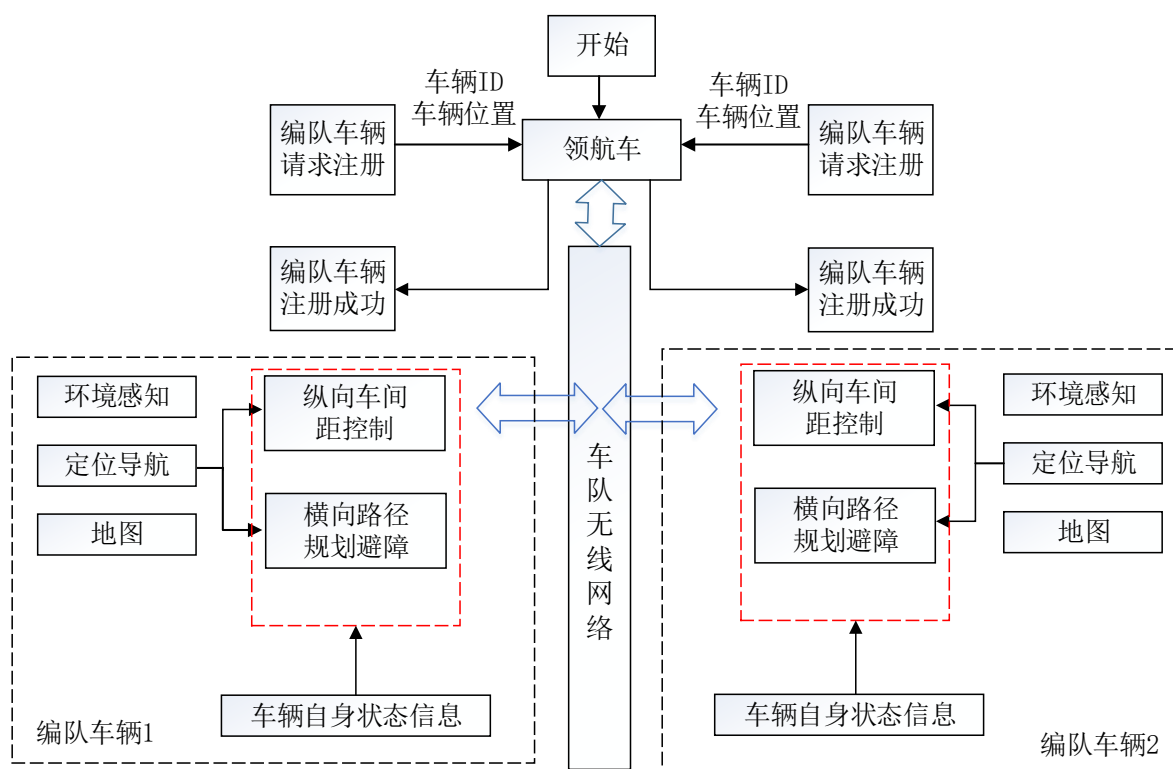 开始
车辆ID
车辆位置
车辆ID
车辆位置
编队车辆
请求注册
领航车
编队车辆
请求注册
编队车辆
注册成功
编队车辆
注册成功
环境感知
定位导航
地图
纵向车间
距控制
横向路径
规划避障
车辆自身状态信息
编队车辆1
车
队
无
线
网
络
纵向车间
距控制
横向路径
规划避障
环境感知
定位导航
地图
车辆自身状态信息
编队车辆2